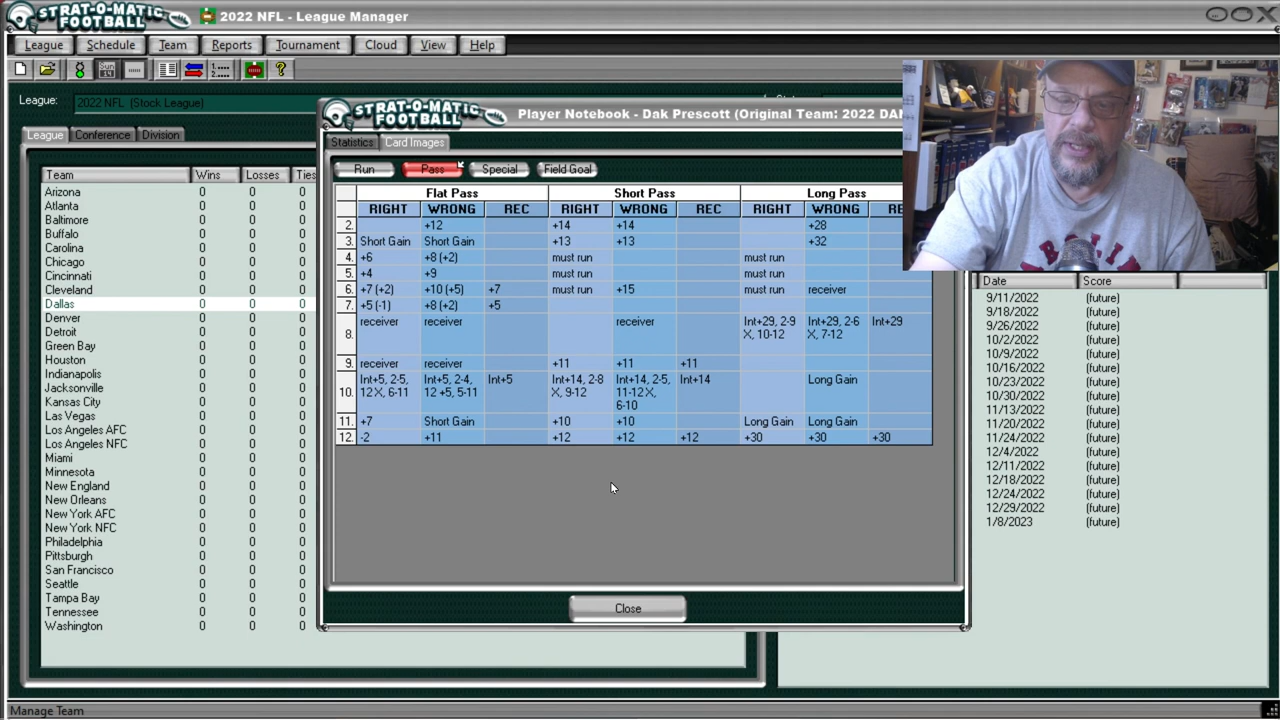 STRAT-O-MATIC
FOOTBALL
2022 NFL - League Manager
League Schedule Team Reports Tournament Cloud View Help
League: 2022 NFL (Stock League)
League Conference Division
Team Wins Losses Ties
Arizona 0 0 0
Atlanta 0 0 0
Baltimore 0 0 0
Buffalo 0 0 0
Carolina 0 0 0
Chicago 0 0 0
Cincinnati 0 0 0
Cleveland 0 0 0
Dallas 0 0 0
Denver 0 0 0
Detroit 0 0 0
Green Bay 0 0 0
Houston 0 0 0
Indianapolis 0 0 0
Jacksonville 0 0 0
Kansas City 0 0 0
Las Vegas 0 0 0
Los Angeles AFC 0 0 0
Los Angeles NFC 0 0 0
Miami 0 0 0
Minnesota 0 0 0
New England 0 0 0
New Orleans 0 0 0
New York AFC 0 0 0
New York NFC 0 0 0
Philadelphia 0 0 0
Pittsburgh 0 0 0
San Francisco 0 0 0
Seattle 0 0 0
Tampa Bay 0 0 0
Tennessee 0 0 0
Washington 0 0 0
STRAT-O-MATIC
FOOTBALL
Player Notebook - Dak Prescott (Original Team: 2022 DAL
Statistics Card Images
Run Pass Special Field Goal
Flat Pass Short Pass Long Pass
RIGHT WRONG REC RIGHT WRONG REC RIGHT WRONG RE
2. +12 +14 +14 +28
3. Short Gain Short Gain +13 +13 +32
4. +6 +8 (+2) must run must run
5. +4 +9 must run must run
6. +7 (+2) +10 (+5) +7 must run +15 must run receiver
7. +5 (-1) +8 (+2) +5
8. receiver receiver receiver Int+29, 2-9 Int+29, 2-6 Int+29
X, 10-12 X, 7-12
9. receiver receiver +11 +11 +11
10. Int+5, 2-5, Int+5, 2-4, Int+5 Int+14, 2-8 Int+14, 2-5, Int+14 Long Gain
12 X, 6-11 12 +5, 5-11 X, 9-12 11-12 X,
6-10
11. +7 Short Gain +10 +10 Long Gain Long Gain
12. -2 +11 +12 +12 +12 +30 +30 +30
Close
Date Score
9/11/2022 (future)
9/18/2022 (future)
9/26/2022 (future)
10/2/2022 (future)
10/9/2022 (future)
10/16/2022 (future)
10/23/2022 (future)
10/30/2022 (future)
11/13/2022 (future)
11/20/2022 (future)
11/24/2022 (future)
12/4/2022 (future)
12/11/2022 (future)
12/18/2022 (future)
12/24/2022 (future)
12/29/2022 (future)
1/8/2023 (future)
Manage Team